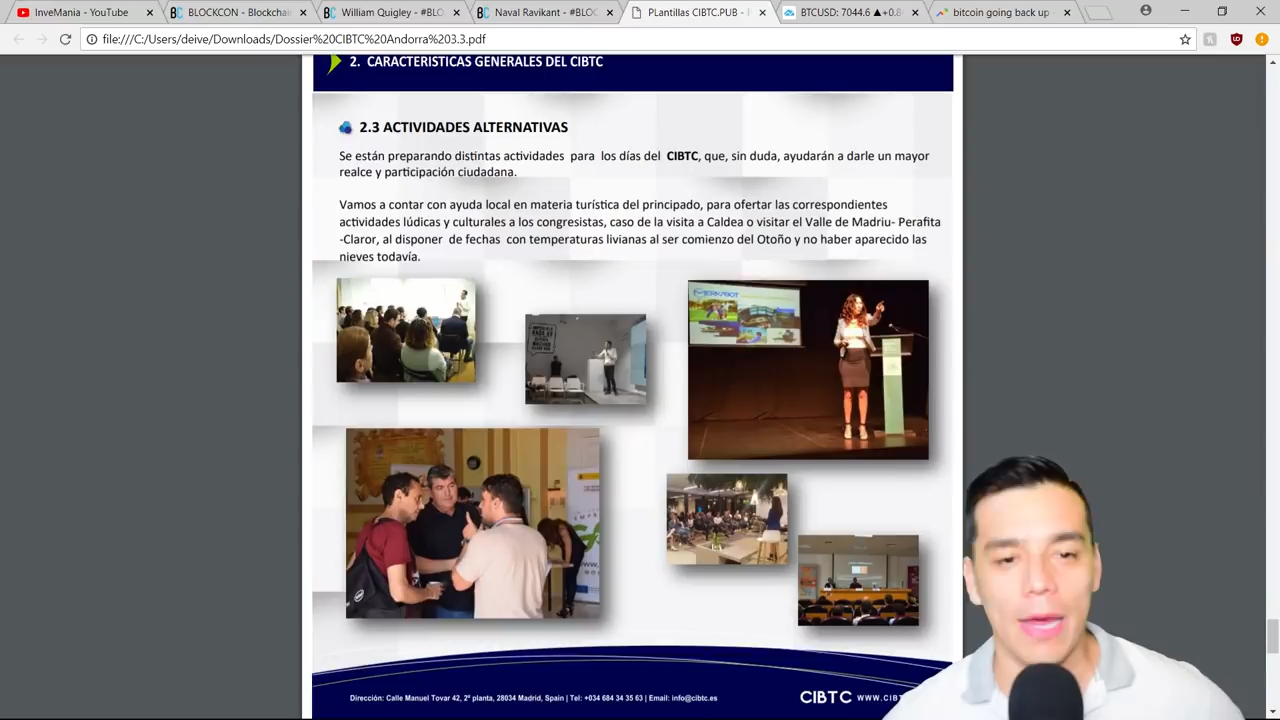 InveMania - YouTube
BLOCKCON - Blockchai
William Quigley - #BLO
Naval Ravikant - #BLOC
Plantillas CIBTC.PUB -
BTCUSD: 7044.6 ▲+0.8
bitcoin going back up
file:///C:/Users/deive/Downloads/Dossier%20CIBTC%20Andorra%203.3.pdf
2. CARACTERISTICAS GENERALES DEL CIBTC
2.3 ACTIVIDADES ALTERNATIVAS
Se están preparando distintas actividades para los días del CIBTC, que, sin duda, ayudarán a darle un mayor
realce y participación ciudadana.
Vamos a contar con ayuda local en materia turística del principado, para ofertar las correspondientes
actividades lúdicas y culturales a los congresistas, caso de la visita a Caldea o visitar el Valle de Madriu- Perafita
-Claror, al disponer de fechas con temperaturas livianas al ser comienzo del Otoño y no haber aparecido las
nieves todavía.
Dirección: Calle Manuel Tovar 42, 2º planta, 28034 Madrid, Spain | Tel: +034 684 34 35 63 | Email: info@cibtc.es
CIBTC WWW.CIBT